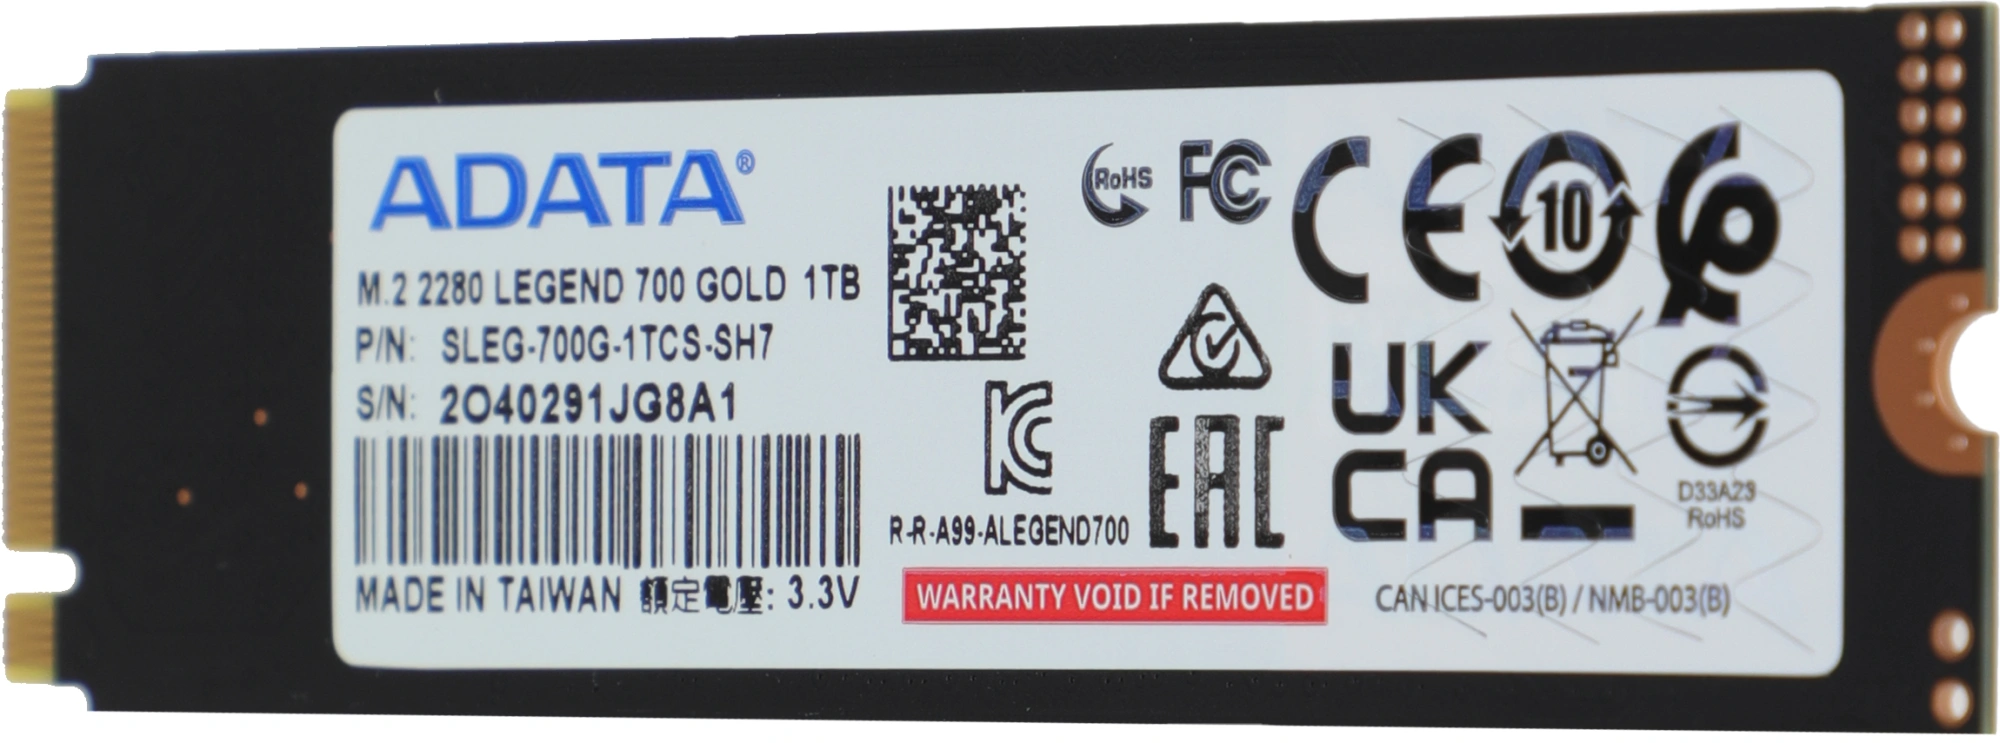 ADATA®
M.2 2280 LEGEND 700 GOLD 1TB
P/N: SLEG-700G-1TCS-SH7
S/N: 2O40291JG8A1
MADE IN TAIWAN 額定電壓: 3.3V
R-R-A99-ALEGEND700
WARRANTY VOID IF REMOVED
RoHS
FC
CE
10
EAC
UK
CA
D33A23
RoHS
CAN ICES-003(B) / NMB-003(B)